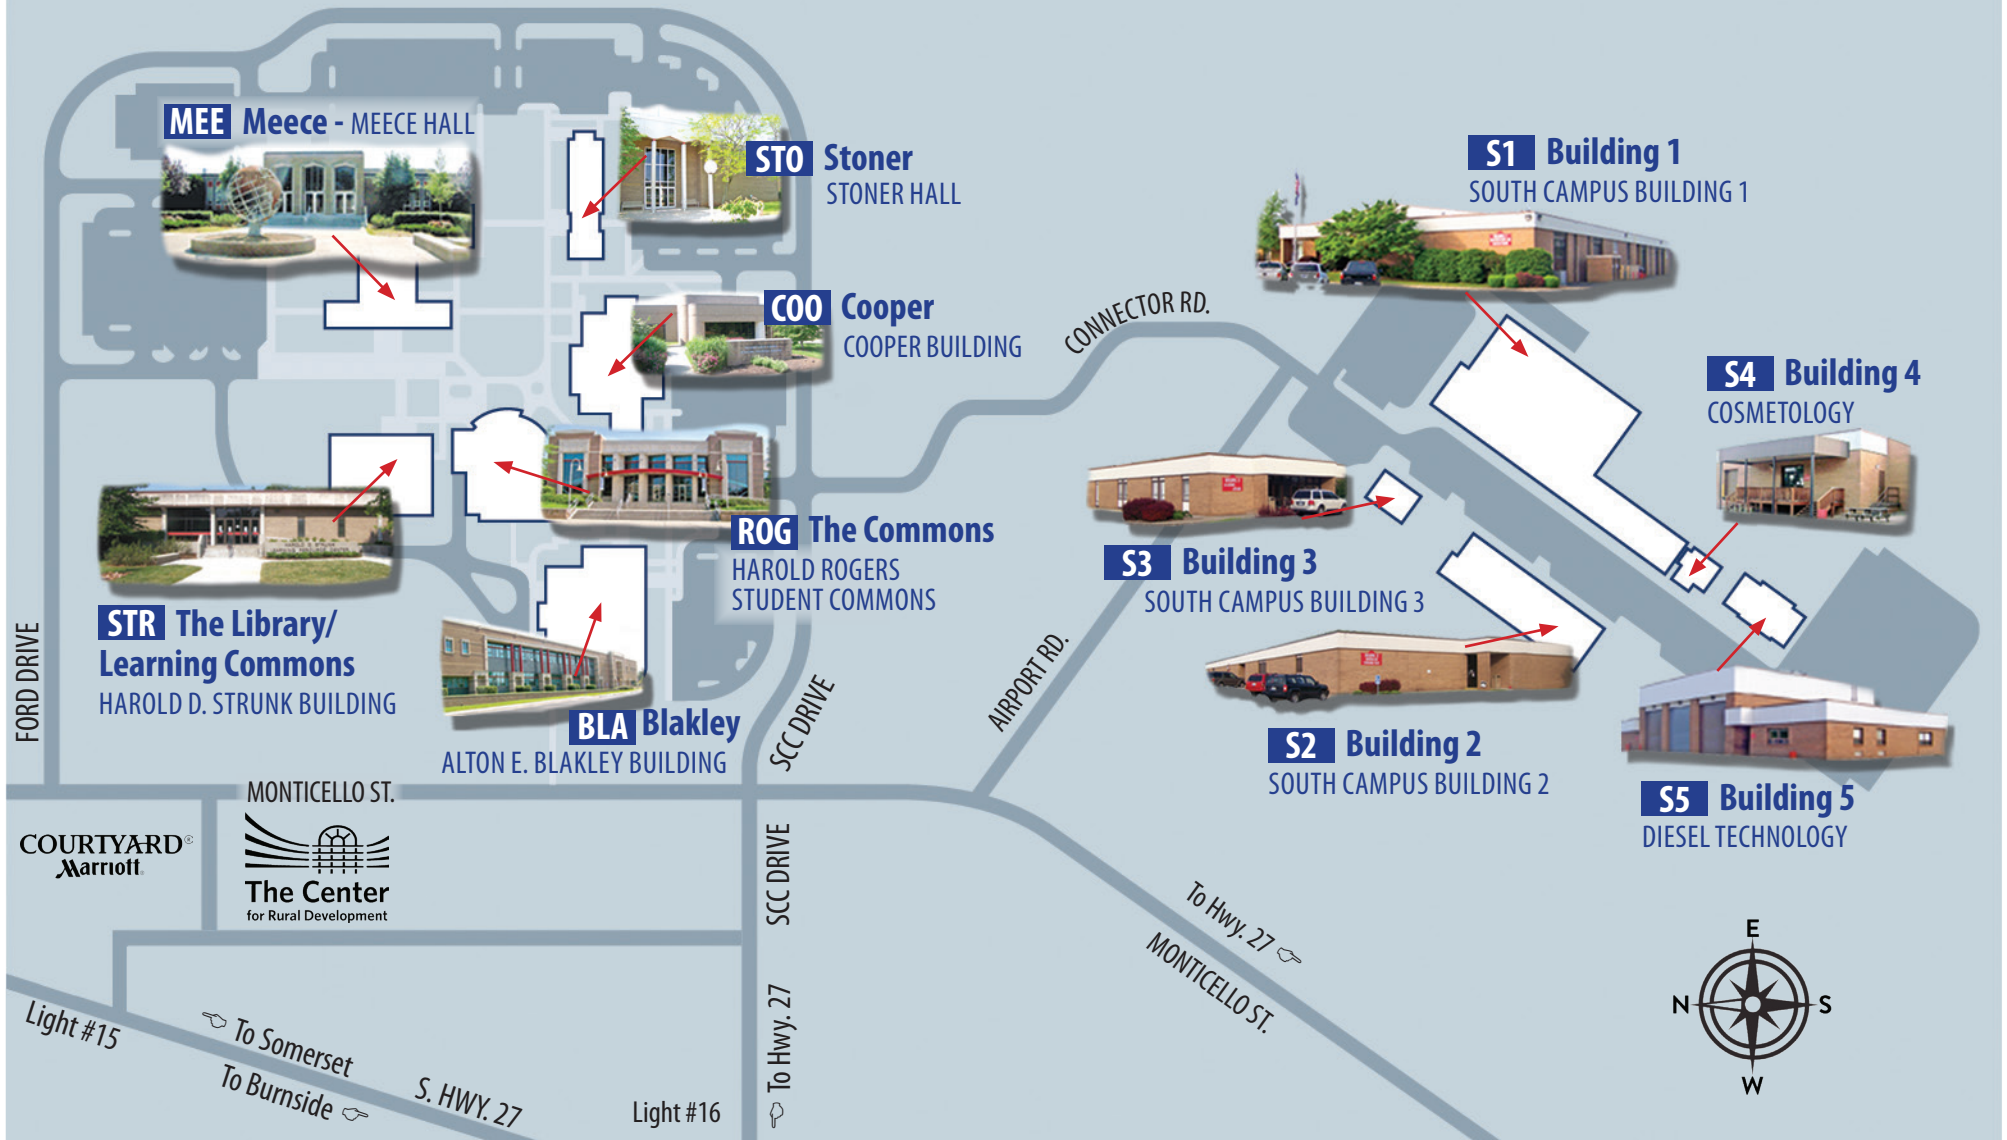 MEE Meece - MEECE HALL
STO Stoner
STONER HALL
COO Cooper
COOPER BUILDING
ROG The Commons
HAROLD ROGERS
STUDENT COMMONS
STR The Library/
Learning Commons
HAROLD D. STRUNK BUILDING
BLA Blakley
ALTON E. BLAKLEY BUILDING
S1 Building 1
SOUTH CAMPUS BUILDING 1
S4 Building 4
COSMETOLOGY
S3 Building 3
SOUTH CAMPUS BUILDING 3
S2 Building 2
SOUTH CAMPUS BUILDING 2
S5 Building 5
DIESEL TECHNOLOGY
CONNECTOR RD.
AIRPORT RD.
FORD DRIVE
SCC DRIVE
MONTICELLO ST.
COURTYARD®
Marriott
The Center
for Rural Development
SCC DRIVE
To Hwy. 27
To Hwy. 27
MONTICELLO ST.
Light #15
To Somerset
To Burnside
S. HWY. 27
Light #16
E
N S
W